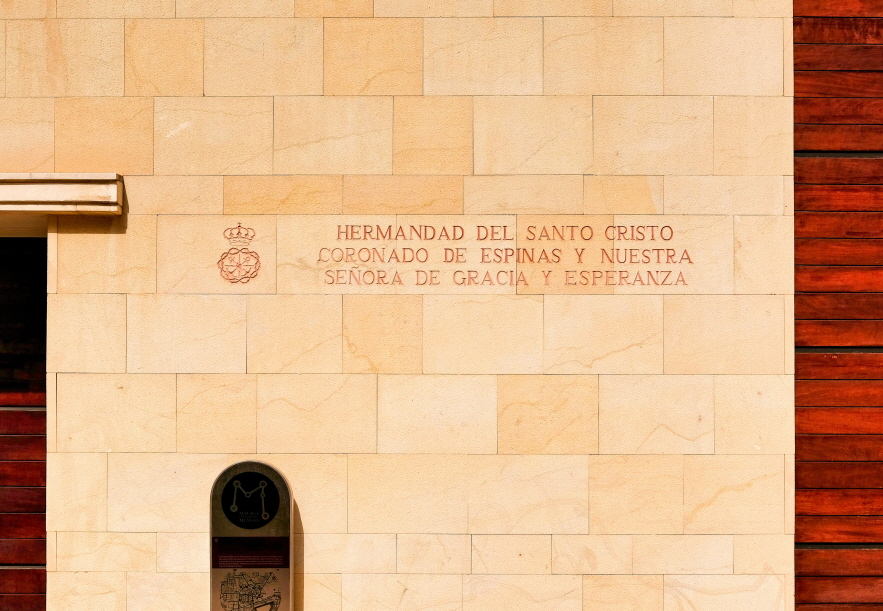 HERMANDAD DEL SANTO CRISTO
CORONADO DE ESPINAS Y NUESTRA
SEÑORA DE GRACIA Y ESPERANZA
M